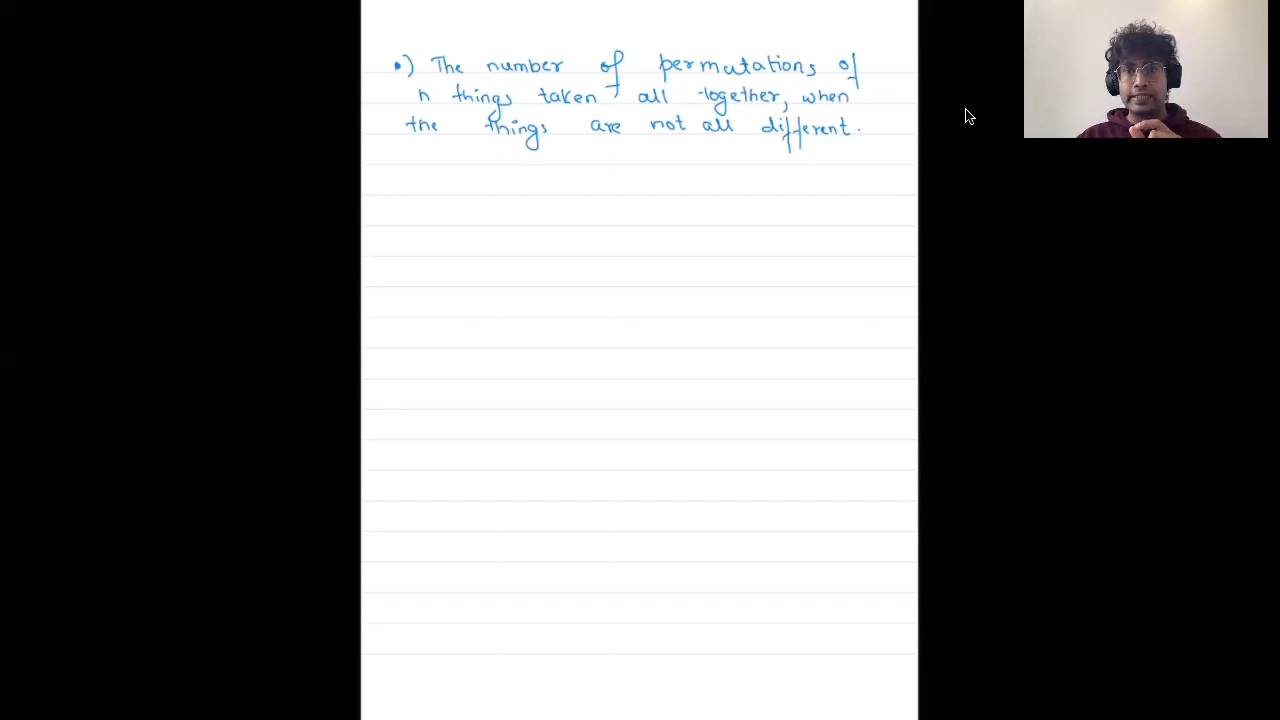 •) The number of permutations of
n things taken all together, when
the things are not all different.